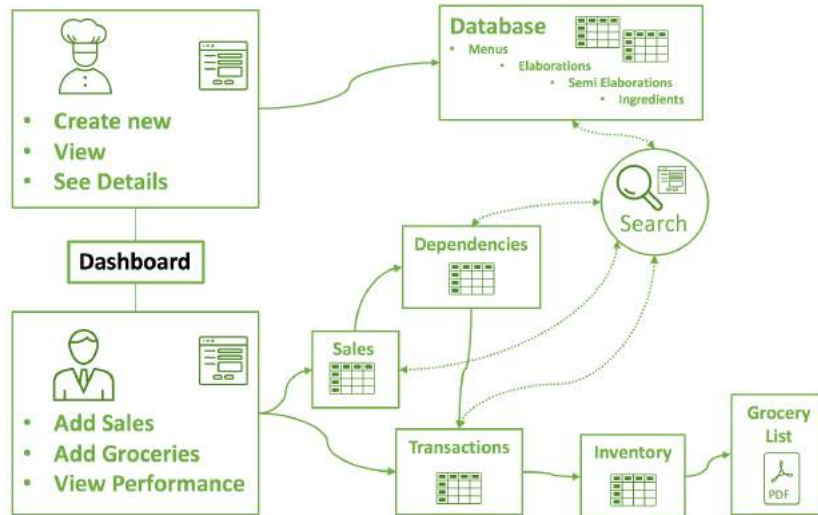 • Create new
• View
• See Details
Database
• Menus
• Elaborations
• Semi Elaborations
• Ingredients
Search
Dashboard
Dependencies
Sales
• Add Sales
• Add Groceries
• View Performance
Transactions
Inventory
Grocery
List
PDF